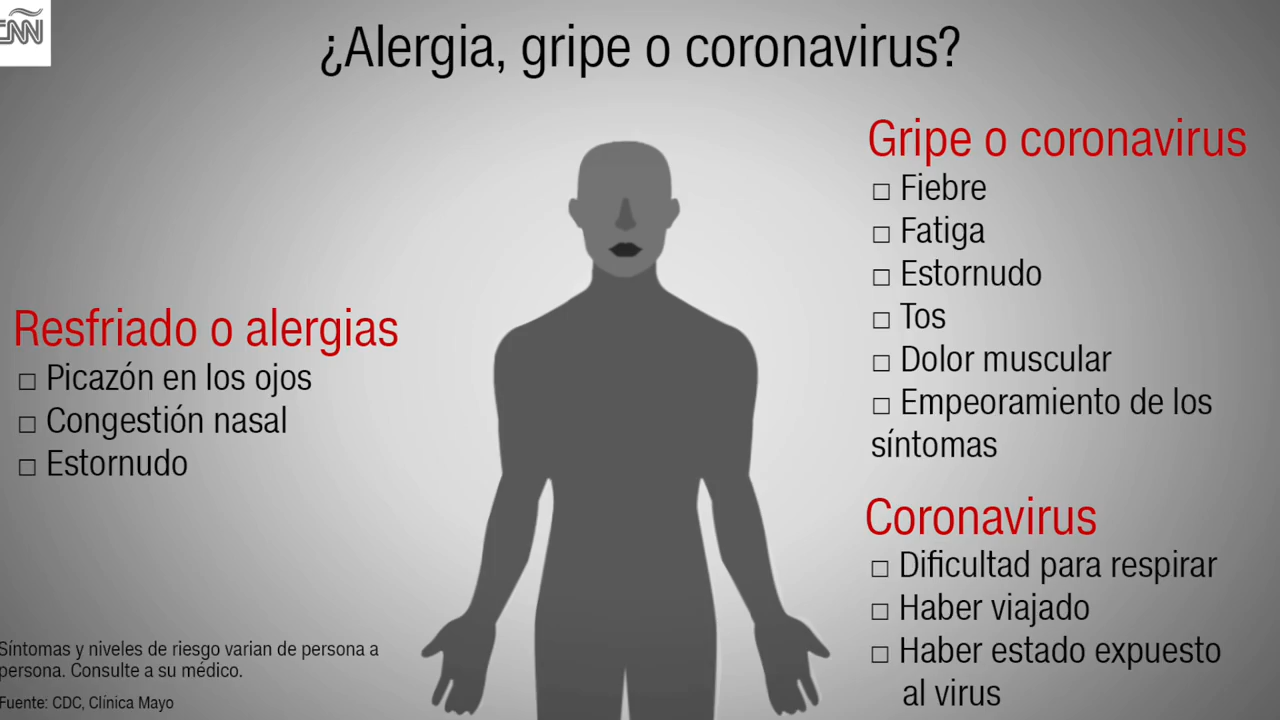 CNN
¿Alergia, gripe o coronavirus?
Resfriado o alergias
□ Picazón en los ojos
□ Congestión nasal
□ Estornudo
Gripe o coronavirus
□ Fiebre
□ Fatiga
□ Estornudo
□ Tos
□ Dolor muscular
□ Empeoramiento de los
síntomas
Coronavirus
□ Dificultad para respirar
□ Haber viajado
□ Haber estado expuesto
al virus
Síntomas y niveles de riesgo varian de persona a
persona. Consulte a su médico.
Fuente: CDC, Clínica Mayo